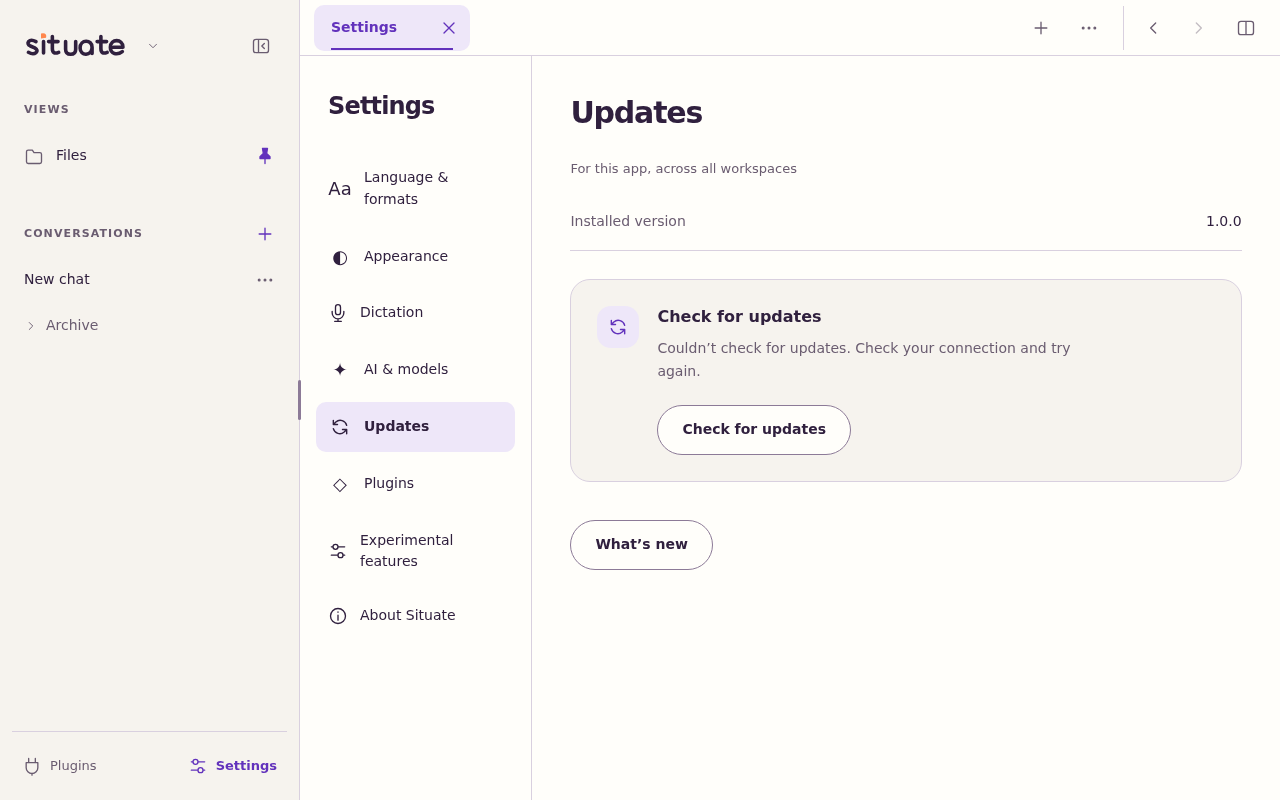 situate
VIEWS
Files
CONVERSATIONS
New chat
Archive
Plugins
Settings
Settings
Settings
Aa
Language &
formats
Appearance
Dictation
AI & models
Updates
Plugins
Experimental
features
About Situate
Updates
For this app, across all workspaces
Installed version
1.0.0
Check for updates
Couldn’t check for updates. Check your connection and try
again.
Check for updates
What’s new